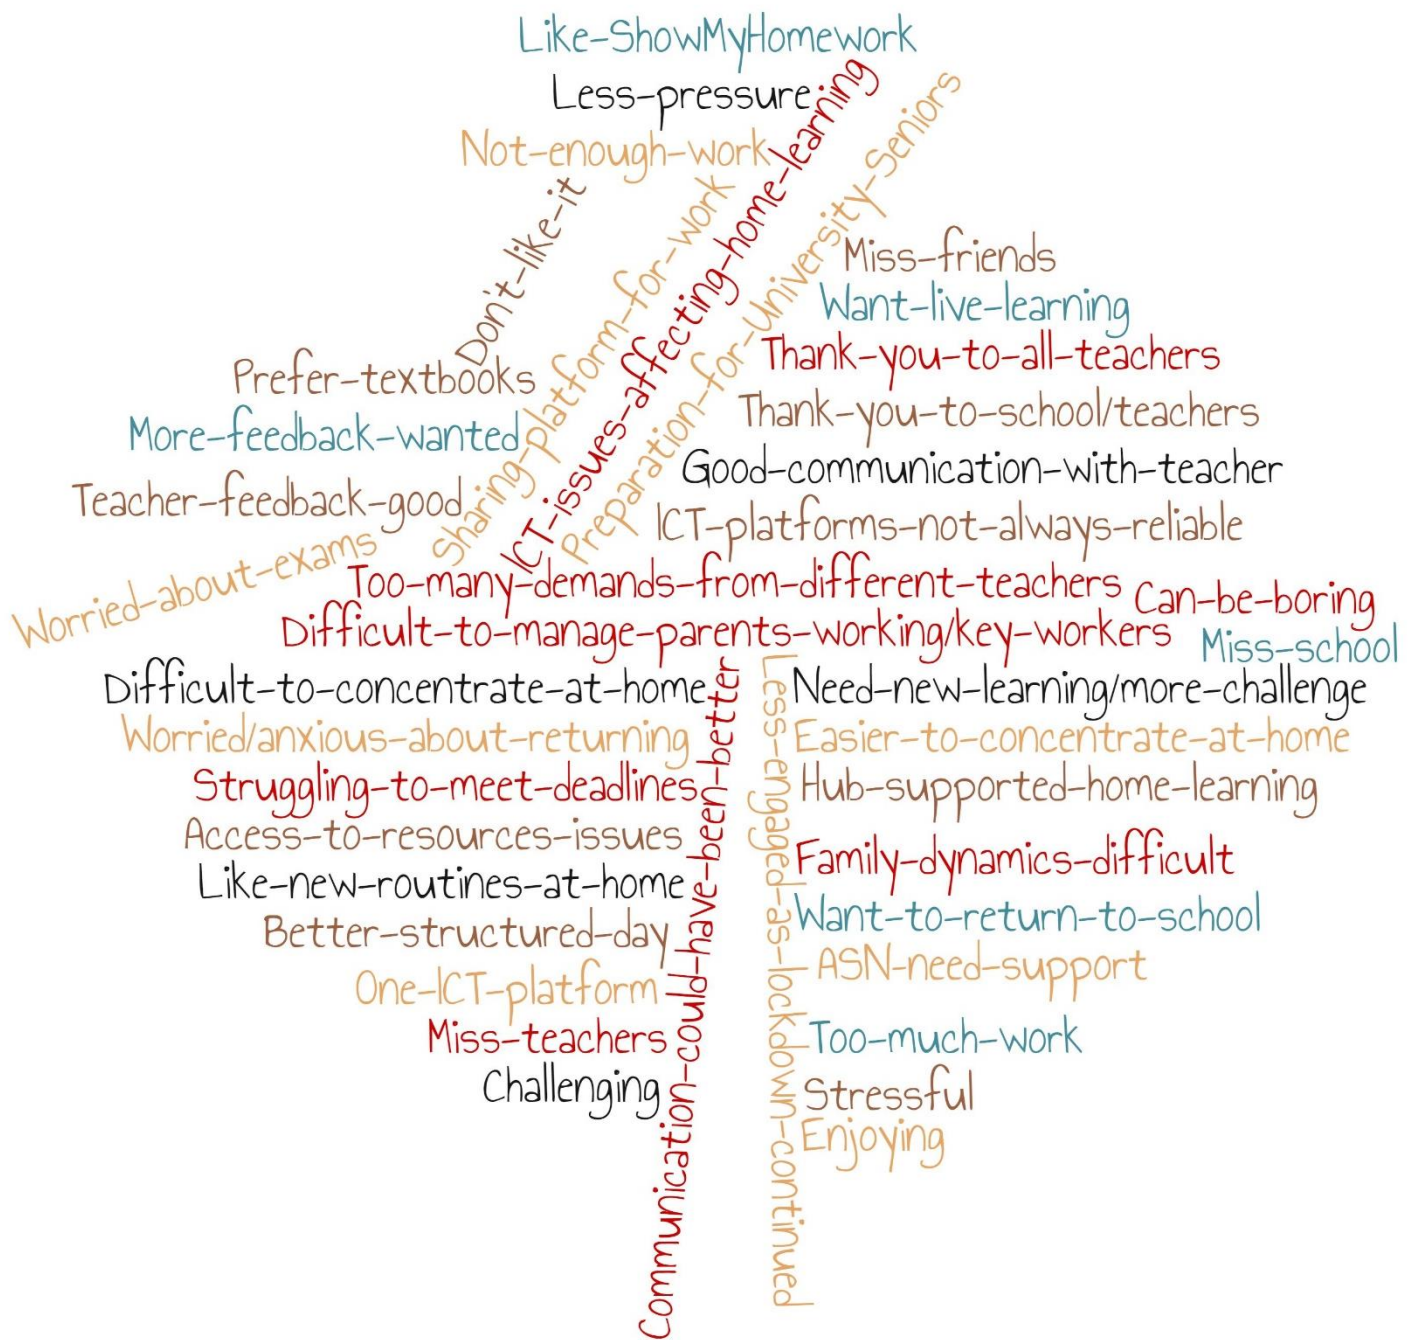 Like-ShowMyHomework
Less-pressure
Not-enough-work
Don't-like-it
Sharing-platform-for-work
ICT-issues-affecting-home-learning
Preparation-for-University-Seniors
Miss-friends
Want-live-learning
Thank-you-to-all-teachers
Prefer-textbooks
Thank-you-to-school/teachers
More-feedback-wanted
Good-communication-with-teacher
Teacher-feedback-good
ICT-platforms-not-always-reliable
Worried-about-exams
Too-many-demands-from-different-teachers
Can-be-boring
Difficult-to-manage-parents-working/key-workers
Miss-school
Difficult-to-concentrate-at-home
Communication-could-have-been-better
Less-engaged-as-lockdown-continued
Need-new-learning/more-challenge
Worried/anxious-about-returning
Easier-to-concentrate-at-home
Struggling-to-meet-deadlines
Hub-supported-home-learning
Access-to-resources-issues
Family-dynamics-difficult
Like-new-routines-at-home
Want-to-return-to-school
Better-structured-day
ASN-need-support
One-ICT-platform
Miss-teachers
Too-much-work
Challenging
Stressful
Enjoying